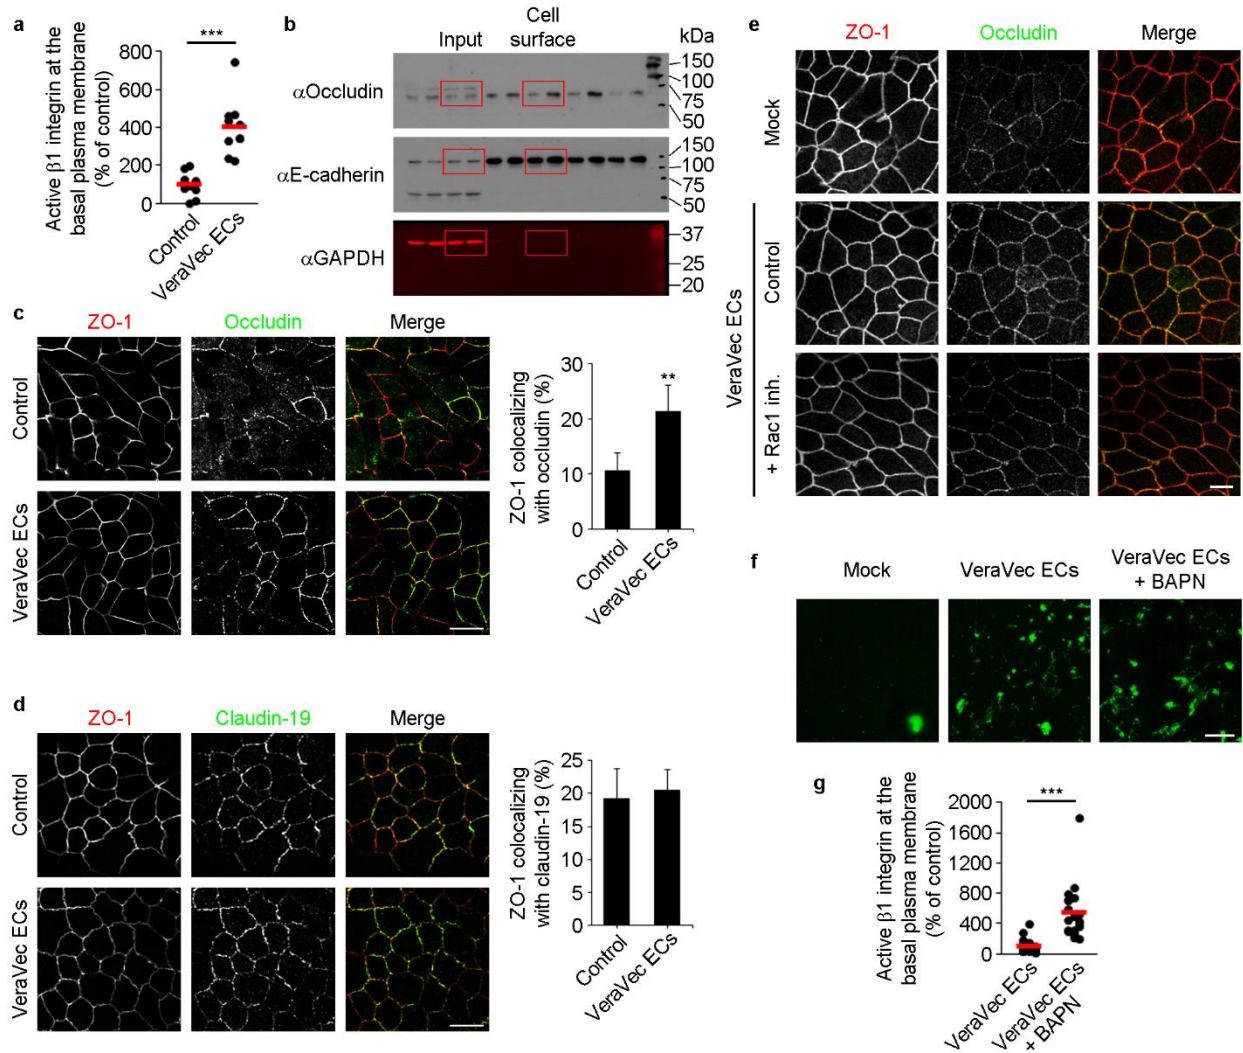 a
***
Active β1 integrin at the
basal plasma membrane
(% of control)
800
600
400
200
0
Control
VeraVec ECs
b
Input
Cell
surface
kDa
αOccludin
150
100
75
50
αE-cadherin
150
100
75
50
αGAPDH
37
25
20
c
ZO-1
Occludin
Merge
Control
VeraVec ECs
ZO-1 colocalizing
with occludin (%)
30
20
10
0
**
Control
VeraVec ECs
d
ZO-1
Claudin-19
Merge
Control
VeraVec ECs
ZO-1 colocalizing
with claudin-19 (%)
25
20
15
10
5
0
Control
VeraVec ECs
e
ZO-1
Occludin
Merge
Mock
VeraVec ECs
Control
+ Rac1 inh.
f
Mock
VeraVec ECs
VeraVec ECs
+ BAPN
g
***
Active β1 integrin at the
basal plasma membrane
(% of control)
2000
1600
1200
800
400
0
VeraVec ECs
VeraVec ECs
+ BAPN